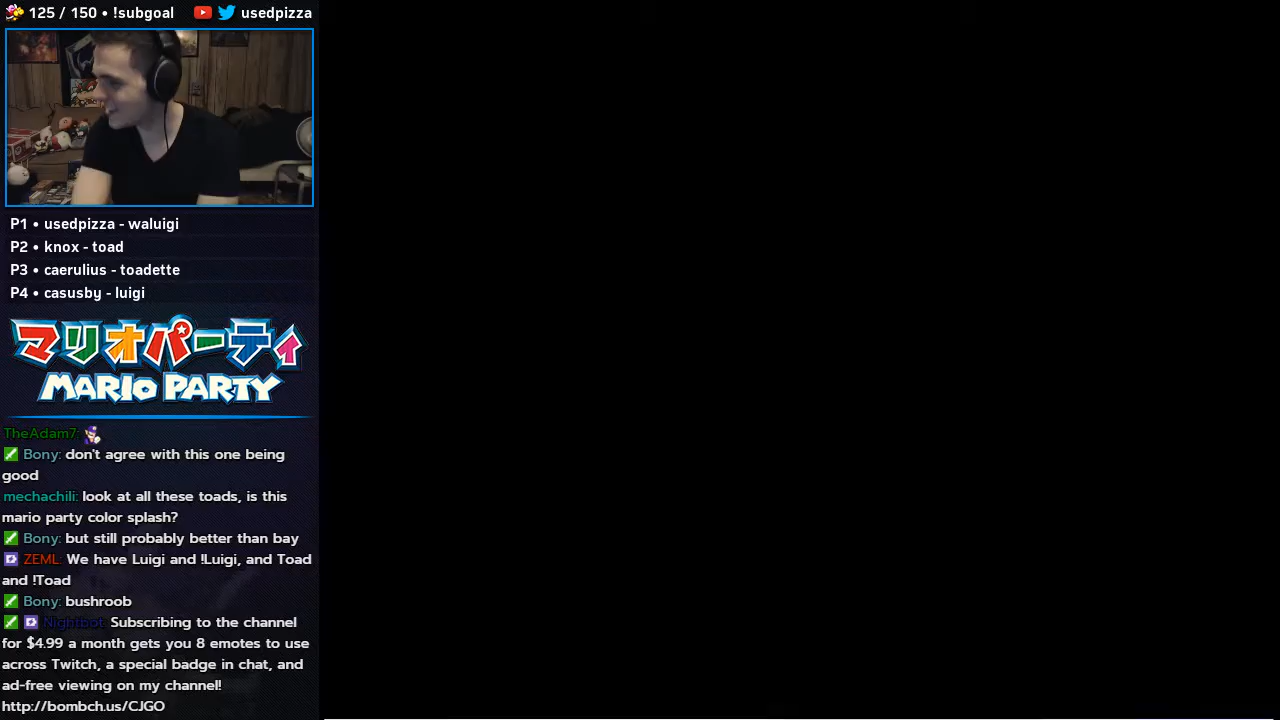 125 / 150 • !subgoal usedpizza
P1 • usedpizza - waluigi
P2 • knox - toad
P3 • caerulius - toadette
P4 • casusby - luigi
マリオパーティ
MARIO PARTY
TheAdam7:
Bony: don't agree with this one being
good
mechachili: look at all these toads, is this
mario party color splash?
Bony: but still probably better than bay
ZEML: We have Luigi and !Luigi, and Toad
and !Toad
Bony: bushroob
Nightbot: Subscribing to the channel
for $4.99 a month gets you 8 emotes to use
across Twitch, a special badge in chat, and
ad-free viewing on my channel!
http://bombch.us/CJGO